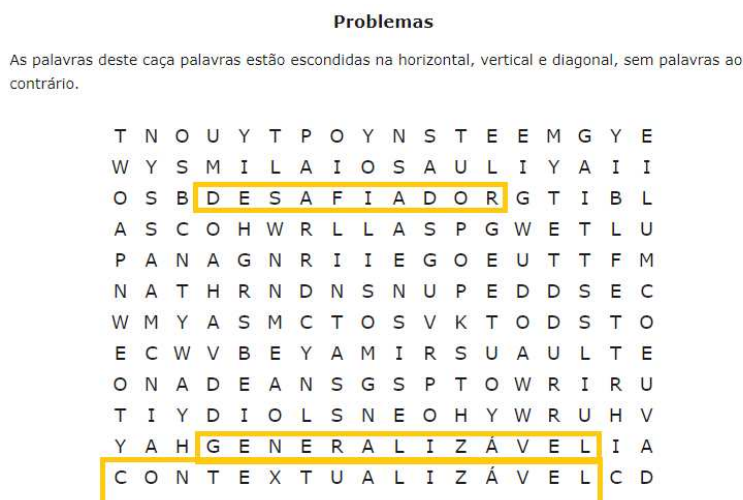 Problemas
As palavras deste caça palavras estão escondidas na horizontal, vertical e diagonal, sem palavras ao
contrário.
T N O U Y T P O Y N S T E E M G Y E
W Y S M I L A I O S A U L I Y A I I
O S B D E S A F I A D O R G T I B L
A S C O H W R L L A S P G W E T L U
P A N A G N R I I E G O E U T T F M
N A T H R N D N S N U P E D D S E C
W M Y A S M C T O S V K T O D S T O
E C W V B E Y A M I R S U A U L T E
O N A D E A N S G S P T O W R I R U
T I Y D I O L S N E O H Y W R U H V
Y A H G E N E R A L I Z Á V E L I A
C O N T E X T U A L I Z Á V E L C D